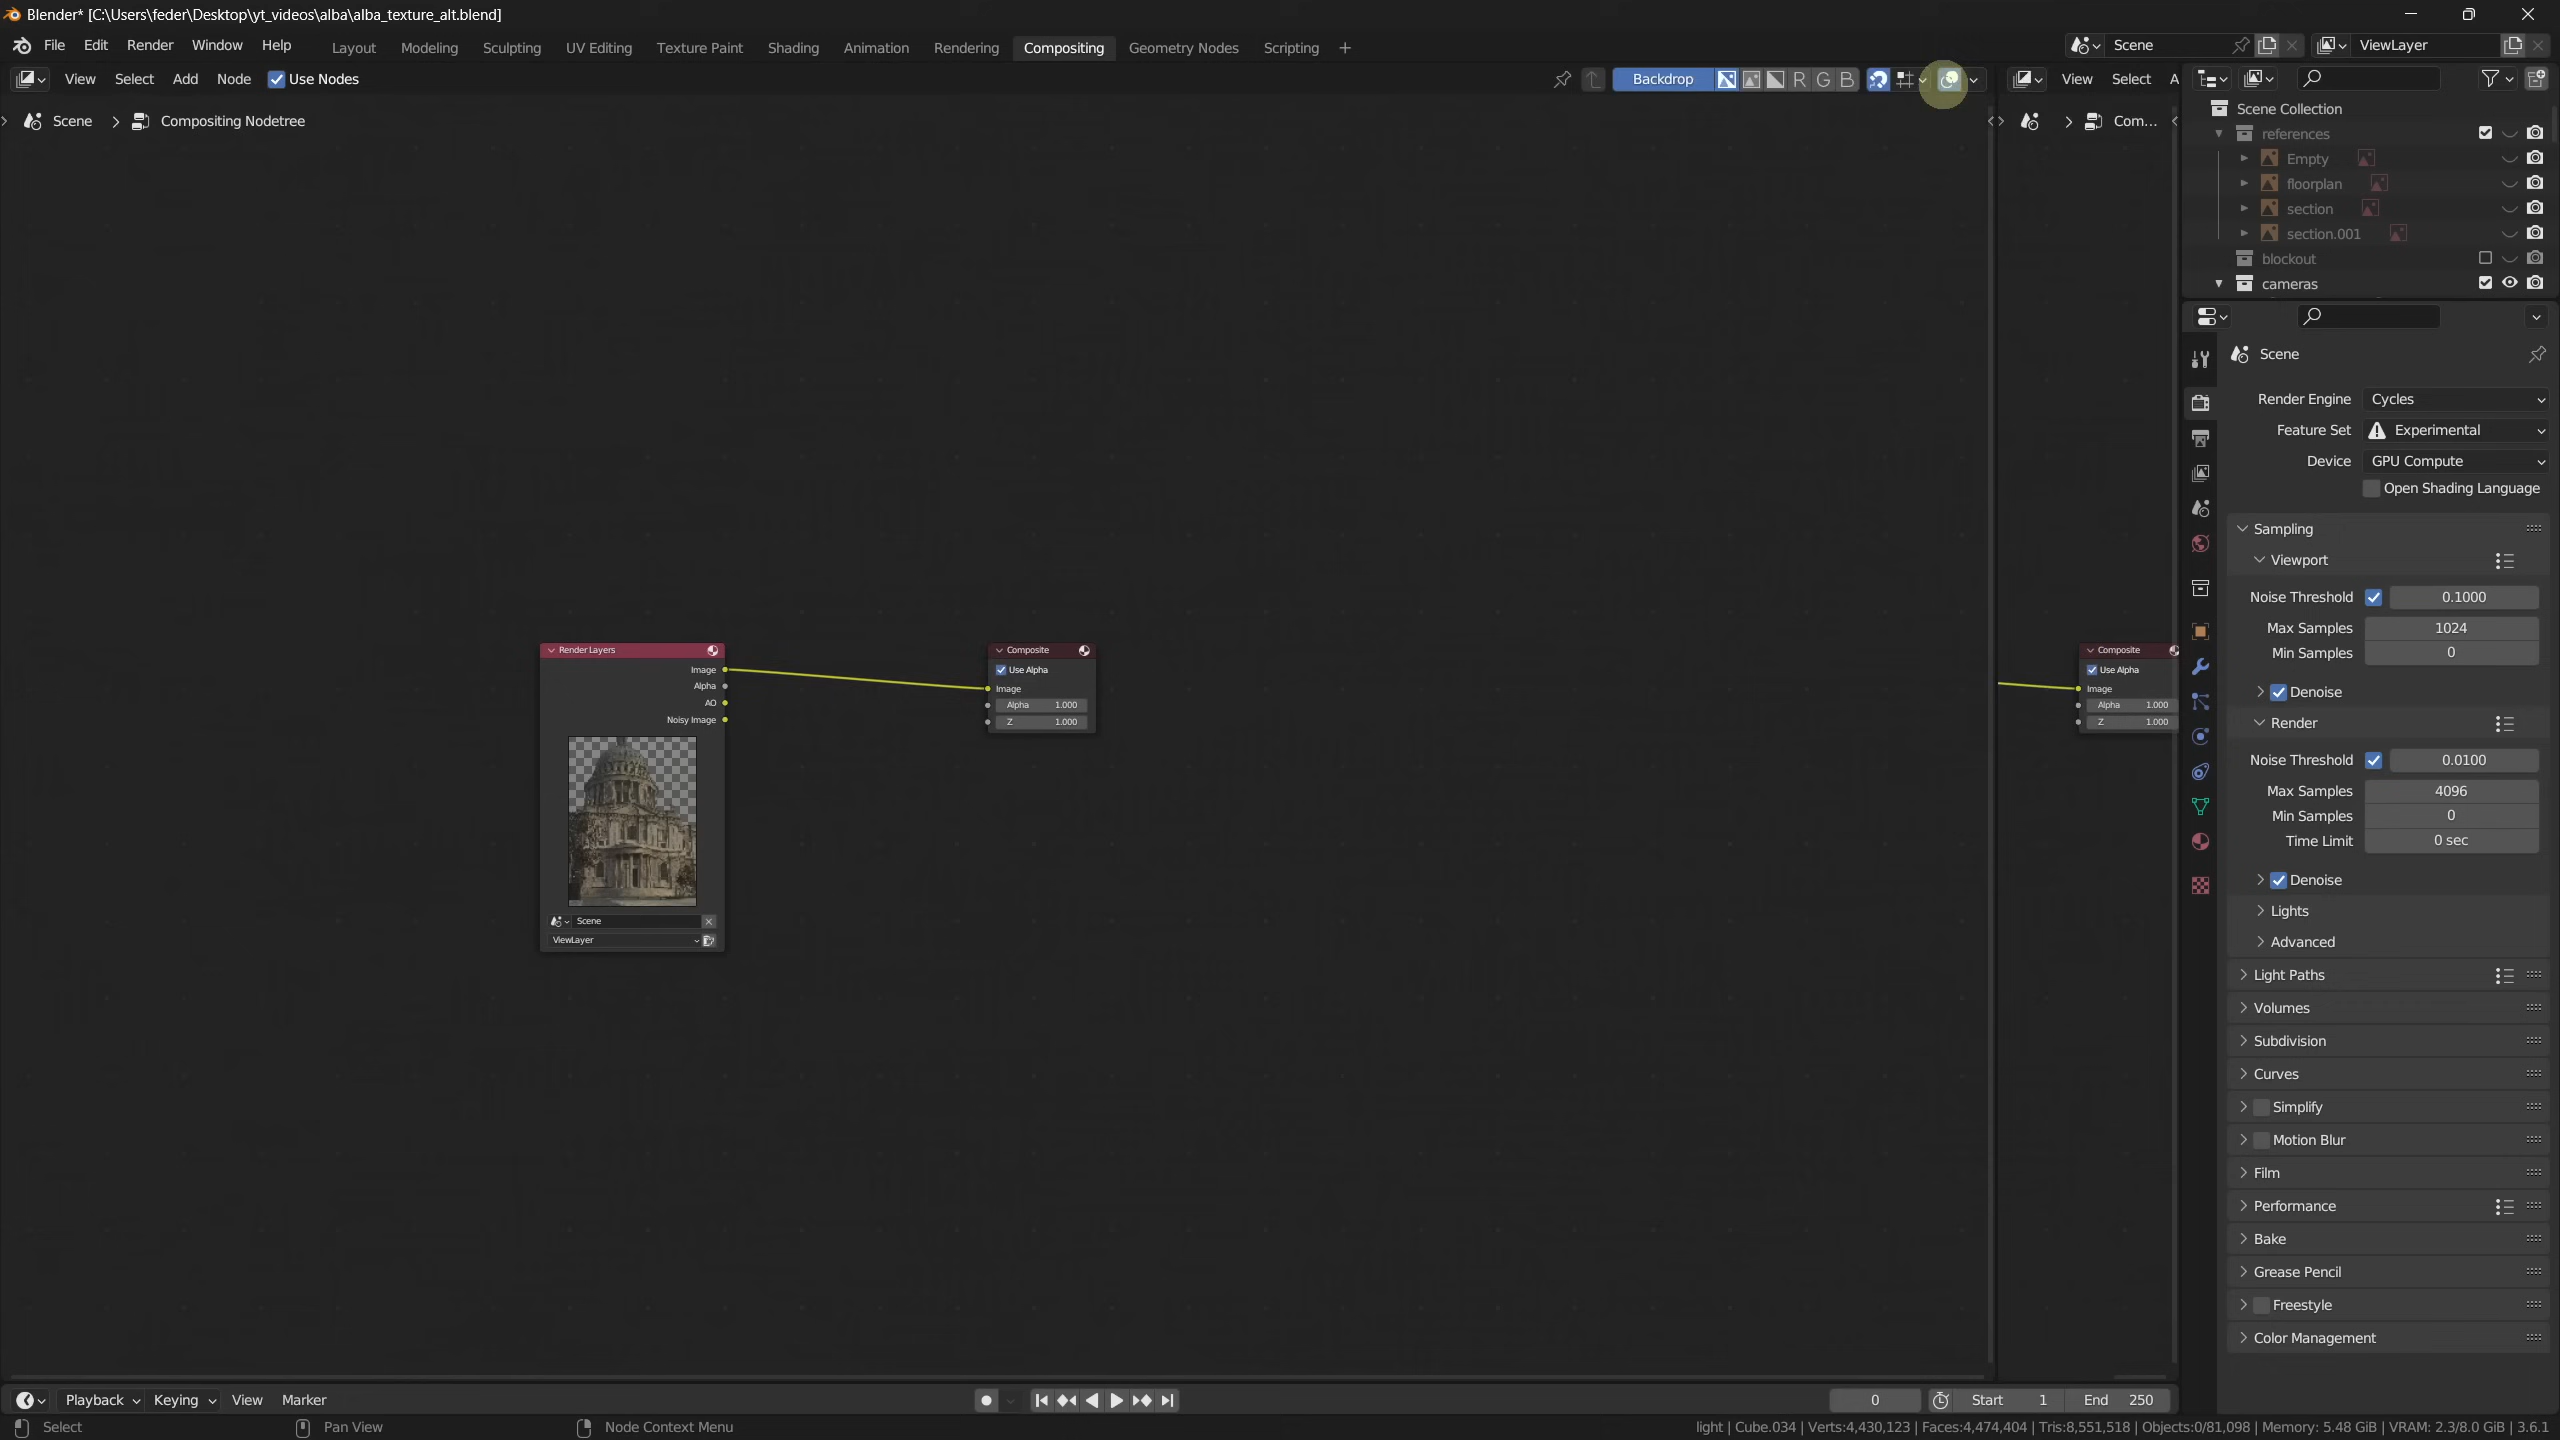 Blender* [C:\Users\feder\Desktop\yt_videos\alba\alba_texture_alt.blend]
File Edit Render Window Help Layout Modeling Sculpting UV Editing Texture Paint Shading Animation Rendering Compositing Geometry Nodes Scripting + Scene ViewLayer
View Select Add Node Use Nodes Backdrop R G B View Select A
Scene > Compositing Nodetree > Com...
Scene Collection
references
Empty
floorplan
section
section.001
blockout
cameras
Scene
Render Engine Cycles
Feature Set Experimental
Device GPU Compute
Open Shading Language
Sampling
Viewport
Noise Threshold 0.1000
Max Samples 1024
Min Samples 0
Denoise
Render
Noise Threshold 0.0100
Max Samples 4096
Min Samples 0
Time Limit 0 sec
Denoise
Lights
Advanced
Light Paths
Volumes
Subdivision
Curves
Simplify
Motion Blur
Film
Performance
Bake
Grease Pencil
Freestyle
Color Management
Render Layers
Image
Alpha
AO
Noisy Image
Scene
ViewLayer
Composite
Use Alpha
Image
Alpha 1.000
Z 1.000
Composite
Use Alpha
Image
Alpha 1.000
Z 1.000
Playback Keying View Marker 0 Start 1 End 250
Select Pan View Node Context Menu light | Cube.034 | Verts:4,430,123 | Faces:4,474,404 | Tris:8,551,518 | Objects:0/81,098 | Memory: 5.48 GiB | VRAM: 2.3/8.0 GiB | 3.6.1